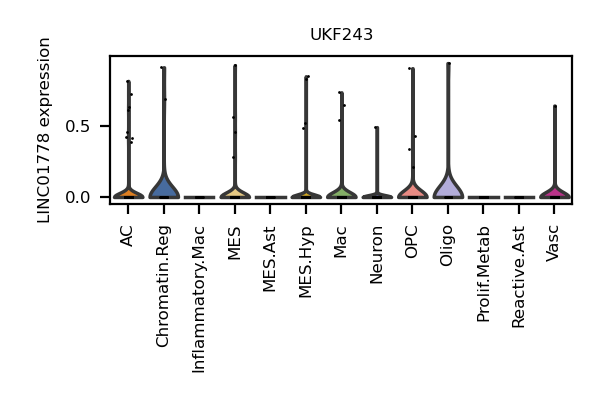 UKF243
LINC01778 expression
0.5
0.0
AC
Chromatin.Reg
Inflammatory.Mac
MES
MES.Ast
MES.Hyp
Mac
Neuron
OPC
Oligo
Prolif.Metab
Reactive.Ast
Vasc